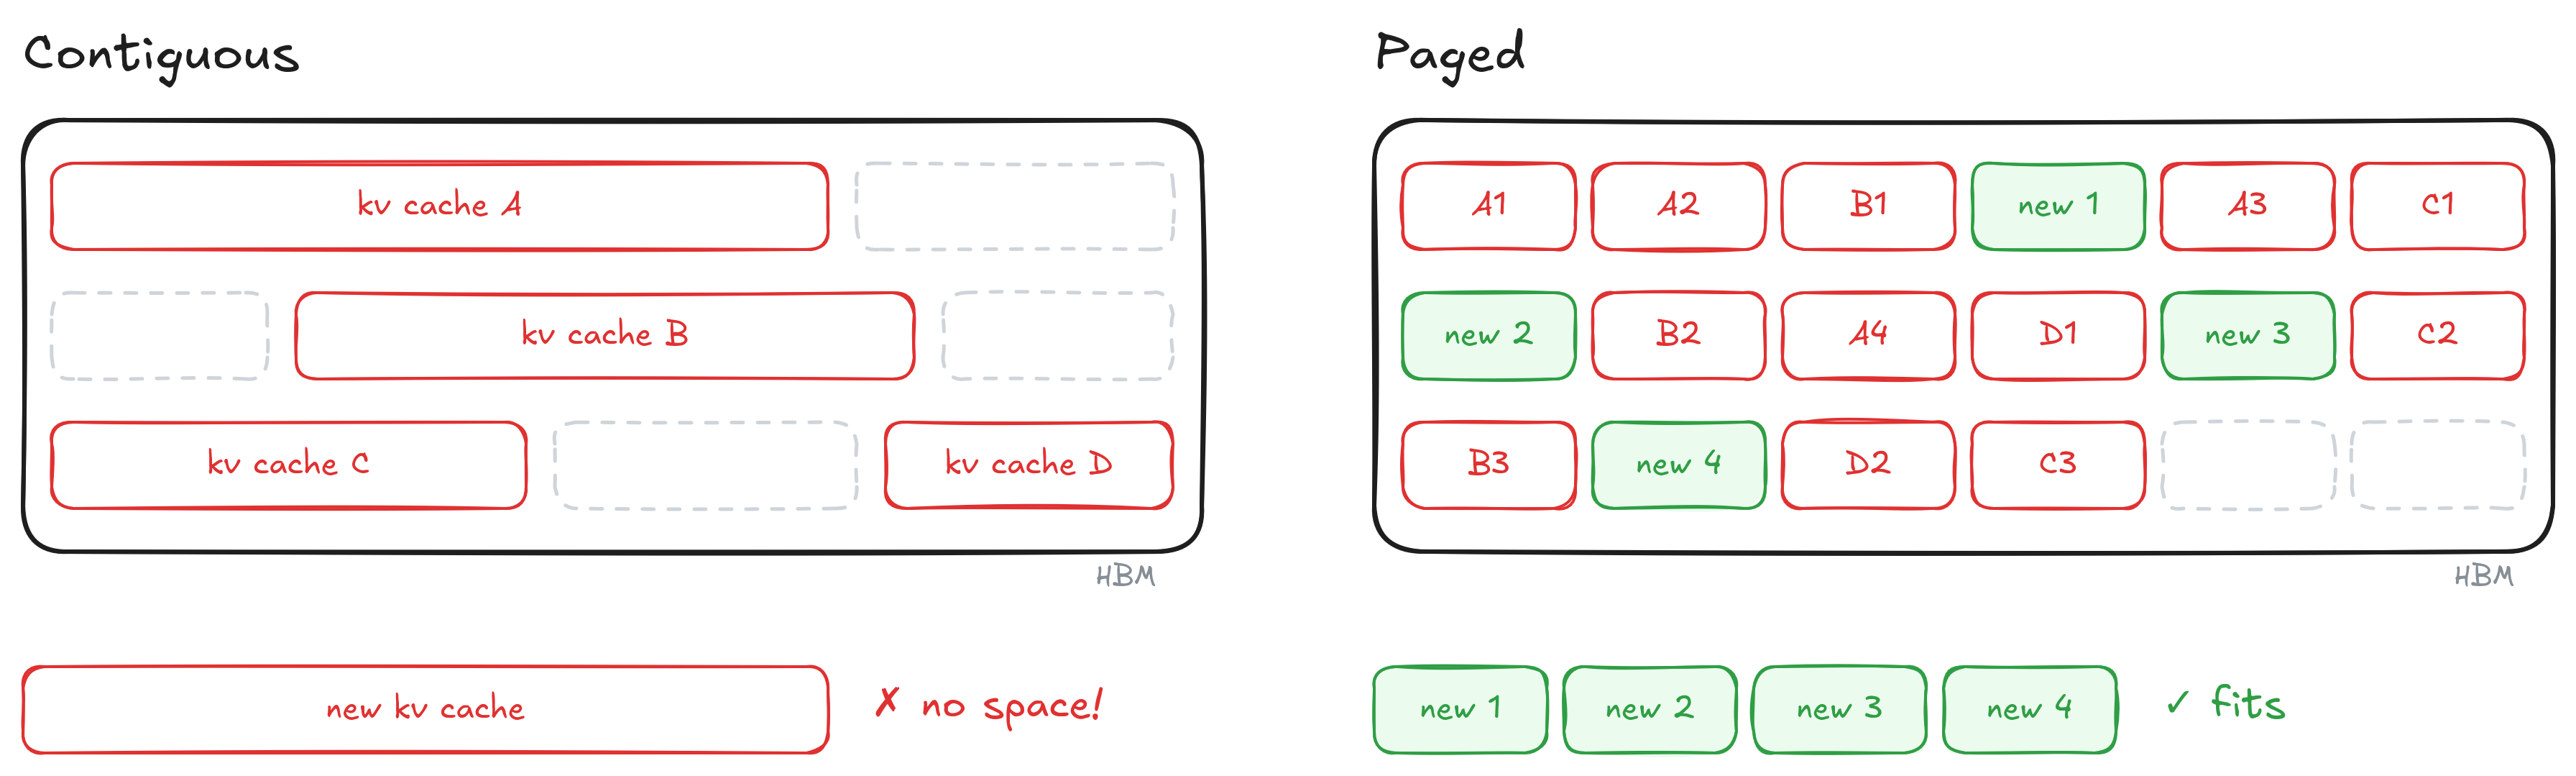 Contiguous
kv cache A
kv cache B
kv cache C
kv cache D
HBM
new kv cache
✗ no space!
Paged
A1
A2
B1
new 1
A3
C1
new 2
B2
A4
D1
new 3
C2
B3
new 4
D2
C3
HBM
new 1
new 2
new 3
new 4
✓ fits